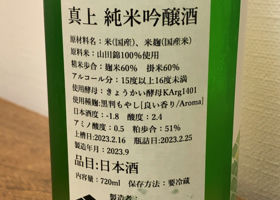 真上 純米吟醸酒
原材料名：米(国産)、米麹(国産米)
原料米：山田錦100%使用
精米歩合：麹米60% 掛米60%
アルコール分：15度以上16度未満
使用酵母：きょうかい酵母KArg1401
使用種麹：黒判もやし[良い香り/Aroma]
日本酒度：-1.8 酸度：2.4
アミノ酸度：0.5 粕歩合：51%
上槽日：2023.2.16 瓶詰日：2023.2.25
製造年月：2023.9
品目：日本酒
内容量：720ml 保存方法：要冷蔵
製造者：